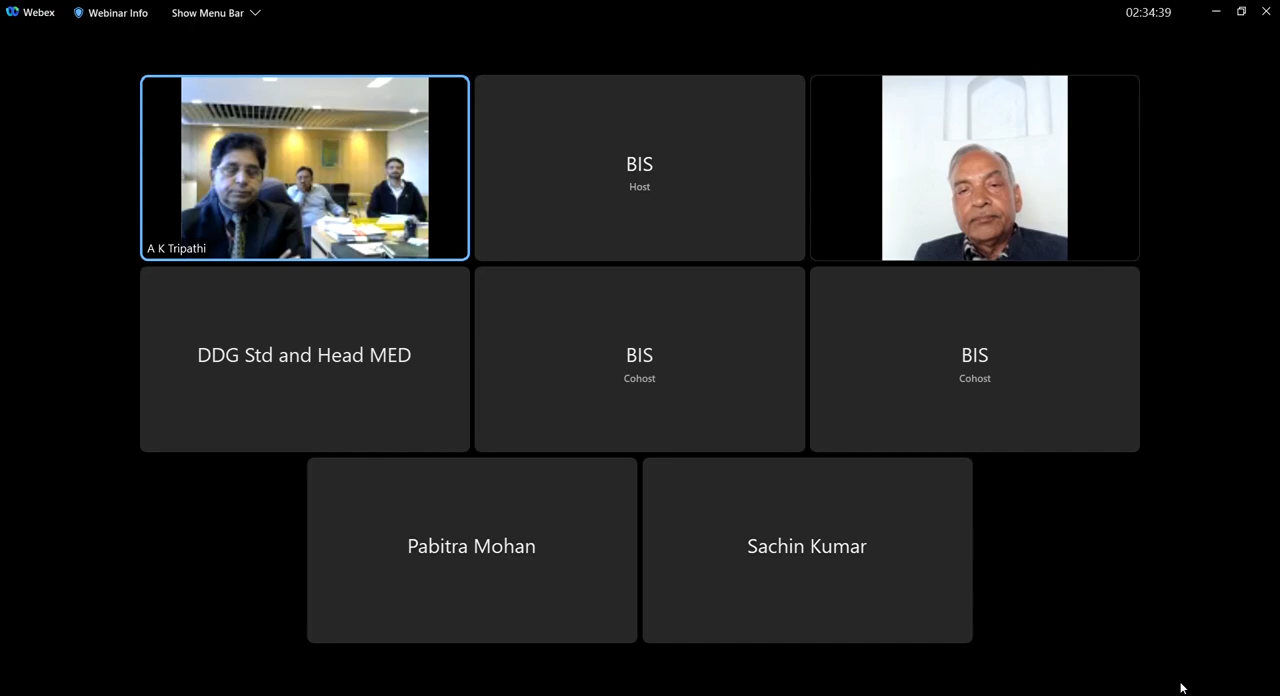 Webex
Webinar Info
Show Menu Bar
02:34:39
A K Tripathi
BIS
Host
DDG Std and Head MED
BIS
Cohost
BIS
Cohost
Pabitra Mohan
Sachin Kumar